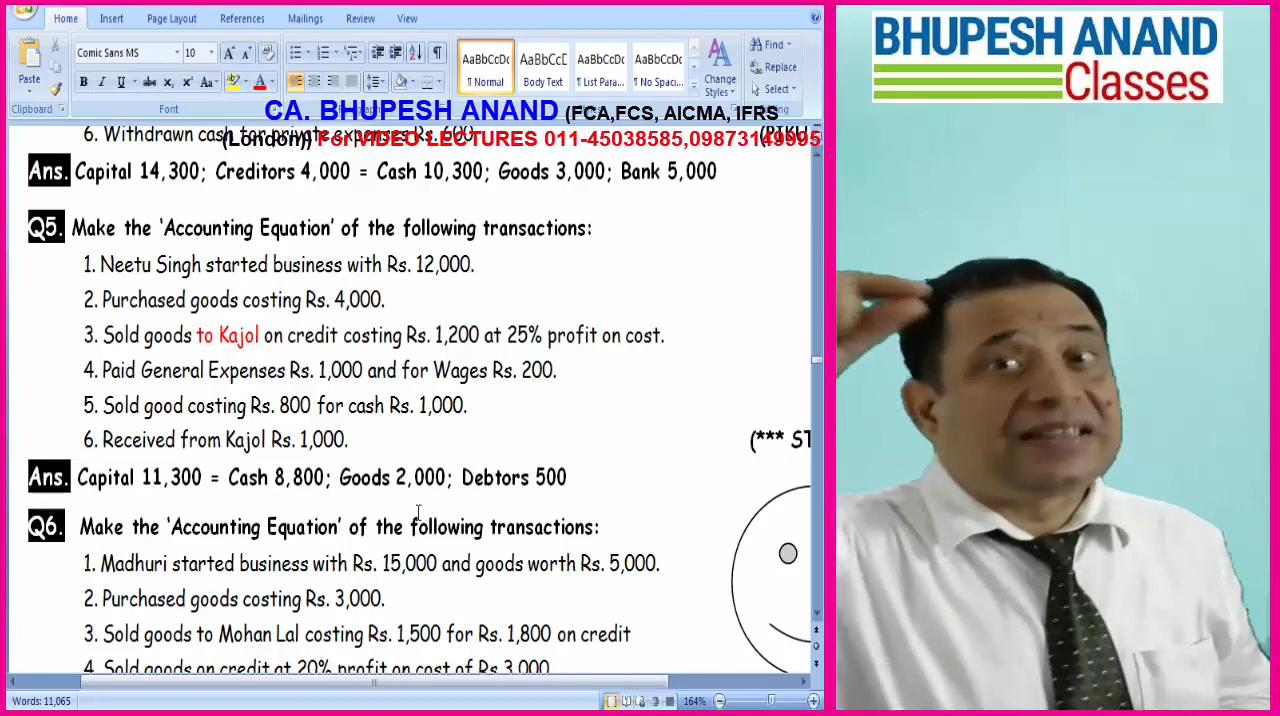 Home Insert Page Layout References Mailings Review View
Comic Sans MS 10
Paste
Clipboard Font
AaBbCcDc AaBbCcDc AaBbCcDc AaBbCcDc
¶ Normal Body Text ¶ List Para... ¶ No Spaci...
Change Styles
Find
Replace
Select
BHUPESH ANAND
Classes
CA. BHUPESH ANAND (FCA,FCS, AICMA, IFRS
(London)) For VIDEO LECTURES 011-45038585,09873149995
6. Withdrawn cash for private expenses Rs. 600
Ans. Capital 14,300; Creditors 4,000 = Cash 10,300; Goods 3,000; Bank 5,000
Q5. Make the ‘Accounting Equation’ of the following transactions:
1. Neetu Singh started business with Rs. 12,000.
2. Purchased goods costing Rs. 4,000.
3. Sold goods to Kajol on credit costing Rs. 1,200 at 25% profit on cost.
4. Paid General Expenses Rs. 1,000 and for Wages Rs. 200.
5. Sold good costing Rs. 800 for cash Rs. 1,000.
6. Received from Kajol Rs. 1,000.
(*** ST
Ans. Capital 11,300 = Cash 8,800; Goods 2,000; Debtors 500
Q6. Make the ‘Accounting Equation’ of the following transactions:
1. Madhuri started business with Rs. 15,000 and goods worth Rs. 5,000.
2. Purchased goods costing Rs. 3,000.
3. Sold goods to Mohan Lal costing Rs. 1,500 for Rs. 1,800 on credit
4. Sold goods on credit at 20% profit on cost of Rs 3,000
Words: 11,065
164%